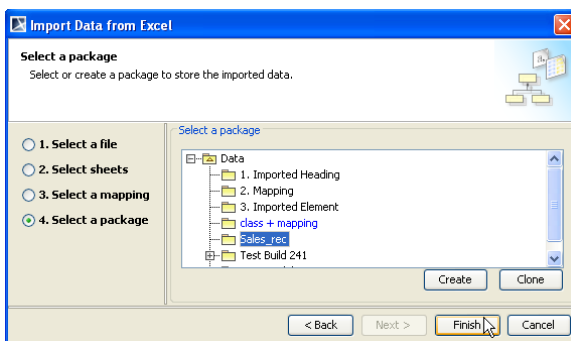 Import Data from Excel
Select a package
Select or create a package to store the imported data.
1. Select a file
2. Select sheets
3. Select a mapping
4. Select a package
Select a package
Data
1. Imported Heading
2. Mapping
3. Imported Element
class + mapping
Sales_rec
Test Build 241
Create
Clone
< Back
Next >
Finish
Cancel